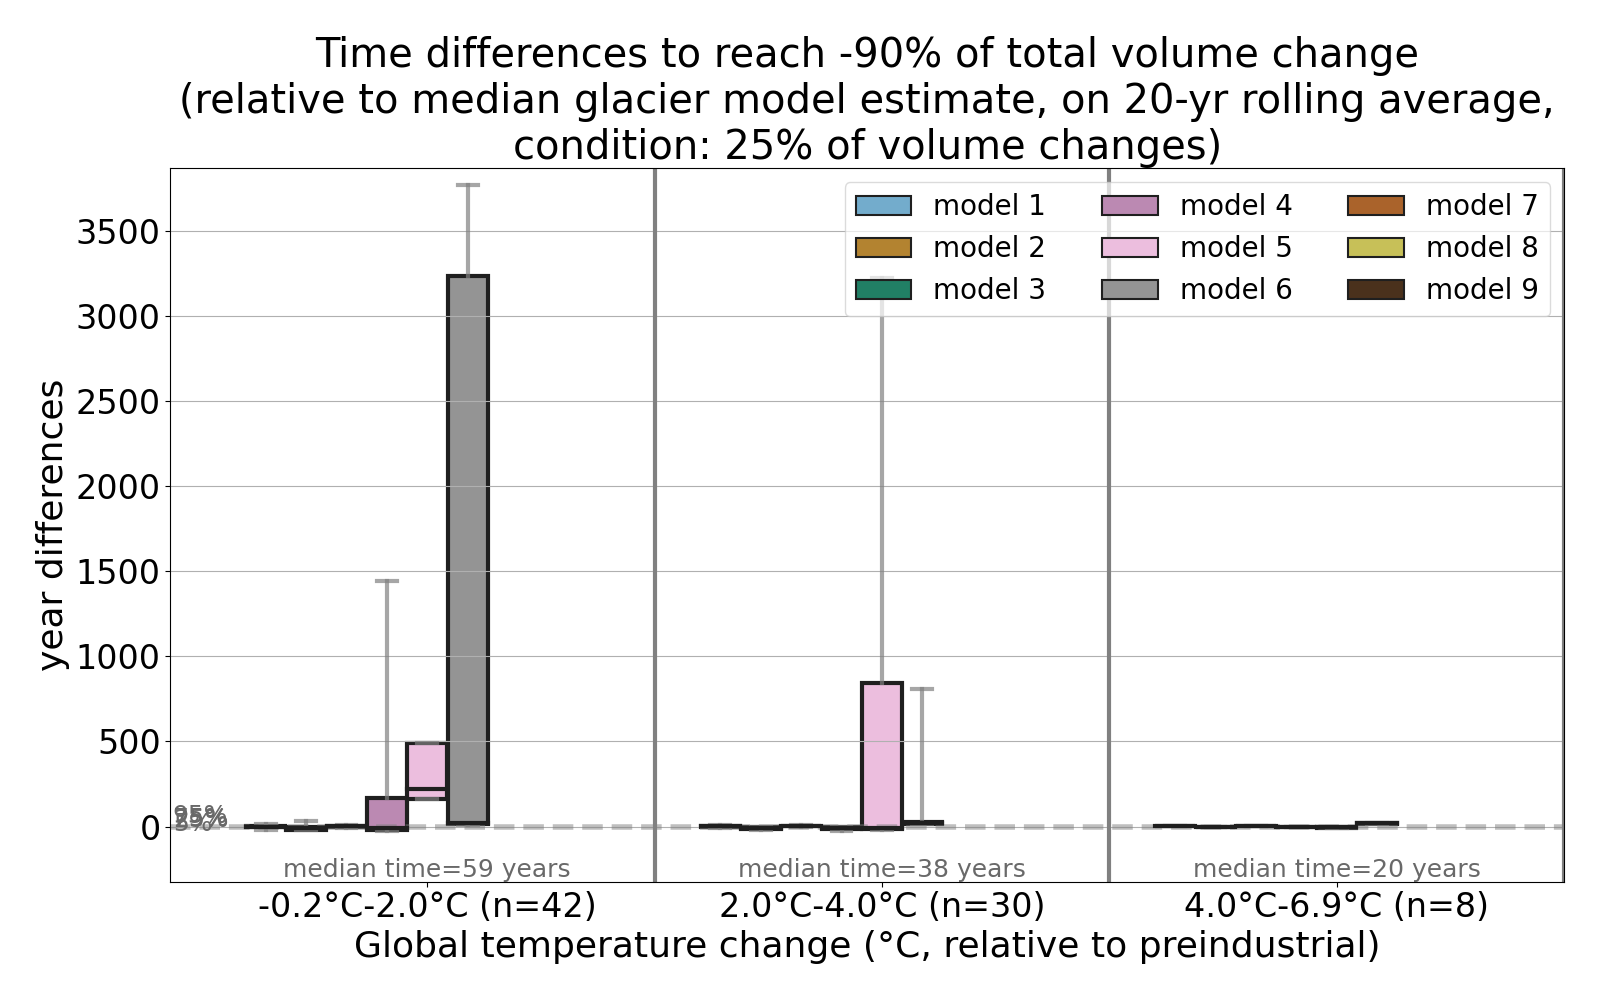 Time differences to reach -90% of total volume change
(relative to median glacier model estimate, on 20-yr rolling average,
condition: 25% of volume changes)
model 1
model 2
model 3
model 4
model 5
model 6
model 7
model 8
model 9
year differences
3500
3000
2500
2000
1500
1000
500
0
95%
5%
median time=59 years
median time=38 years
median time=20 years
-0.2°C-2.0°C (n=42)
2.0°C-4.0°C (n=30)
4.0°C-6.9°C (n=8)
Global temperature change (°C, relative to preindustrial)